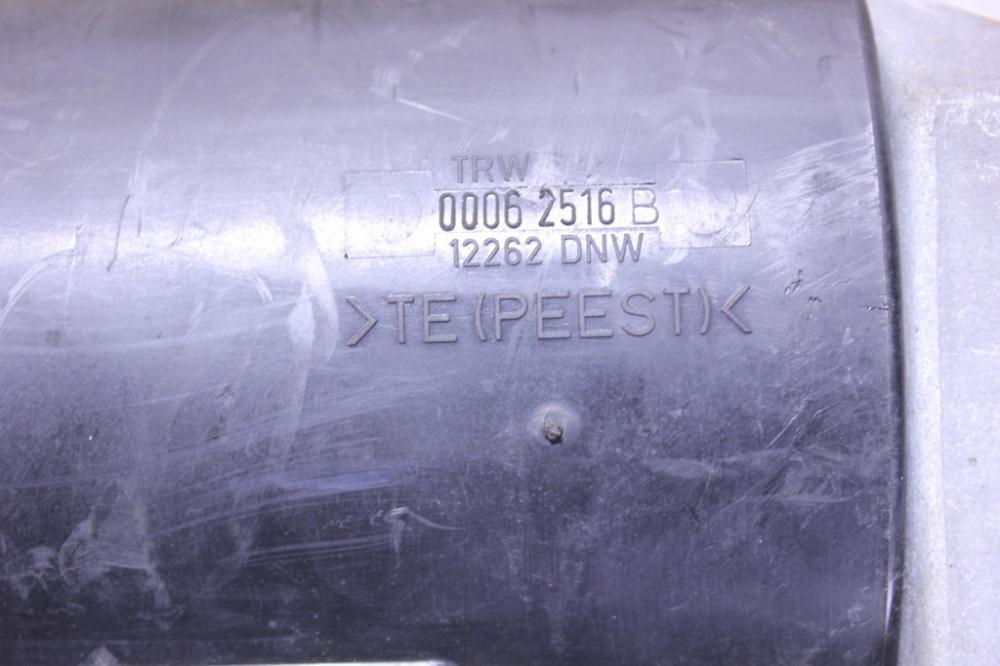 TRW
0006 2516 B
12262 DNW
>TE(PEEST)<